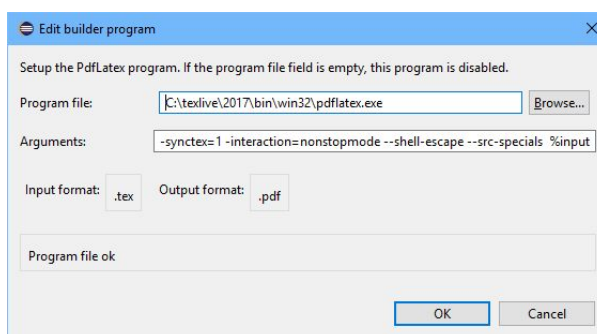 Edit builder program
Setup the PdfLatex program. If the program file field is empty, this program is disabled.
Program file: C:\texlive\2017\bin\win32\pdflatex.exe Browse...
Arguments: -synctex=1 -interaction=nonstopmode --shell-escape --src-specials %input
Input format: .tex Output format: .pdf
Program file ok
OK Cancel